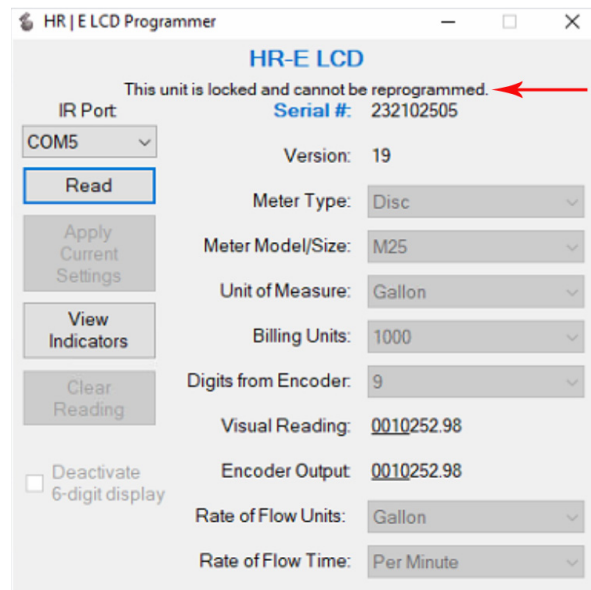 HR | E LCD Programmer
HR-E LCD
This unit is locked and cannot be reprogrammed.
IR Port
COM5
Read
Apply
Current
Settings
View
Indicators
Clear
Reading
Deactivate
6-digit display
Serial #: 232102505
Version: 19
Meter Type: Disc
Meter Model/Size: M25
Unit of Measure: Gallon
Billing Units: 1000
Digits from Encoder: 9
Visual Reading: 0010252.98
Encoder Output: 0010252.98
Rate of Flow Units: Gallon
Rate of Flow Time: Per Minute